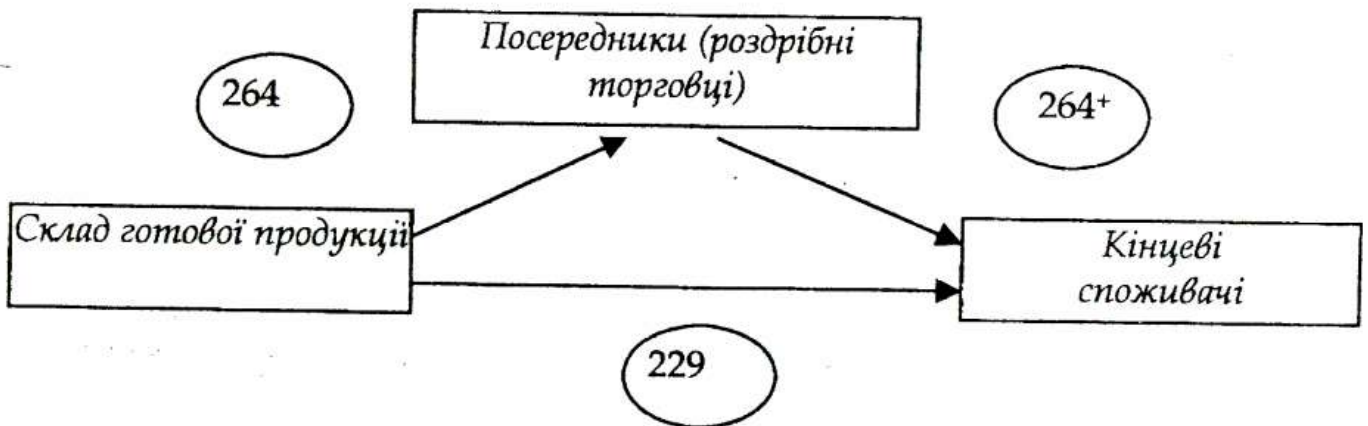 Посередники (роздрібні
торговці)
264
264⁺
Склад готової продукції
Кінцеві
споживачі
229